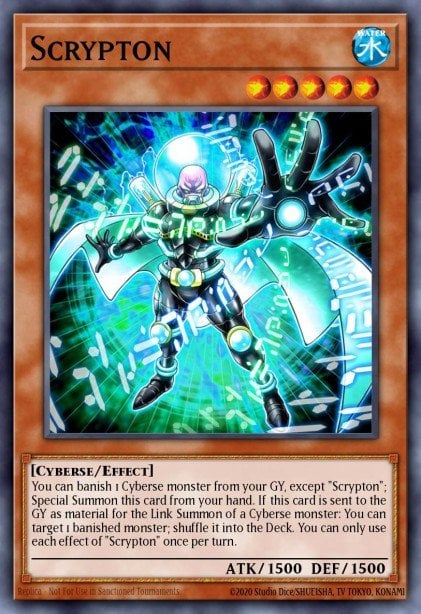 SCRYPTON
WATER
水
[CYBERSE/EFFECT]
You can banish 1 Cyberse monster from your GY, except "Scrypton";
Special Summon this card from your hand. If this card is sent to the
GY as material for the Link Summon of a Cyberse monster: You can
target 1 banished monster; shuffle it into the Deck. You can only use
each effect of "Scrypton" once per turn.
ATK/1500 DEF/1500
Replica - Not For Use in Sanctioned Tournaments
©2020 Studio Dice/SHUEISHA, TV TOKYO, KONAMI